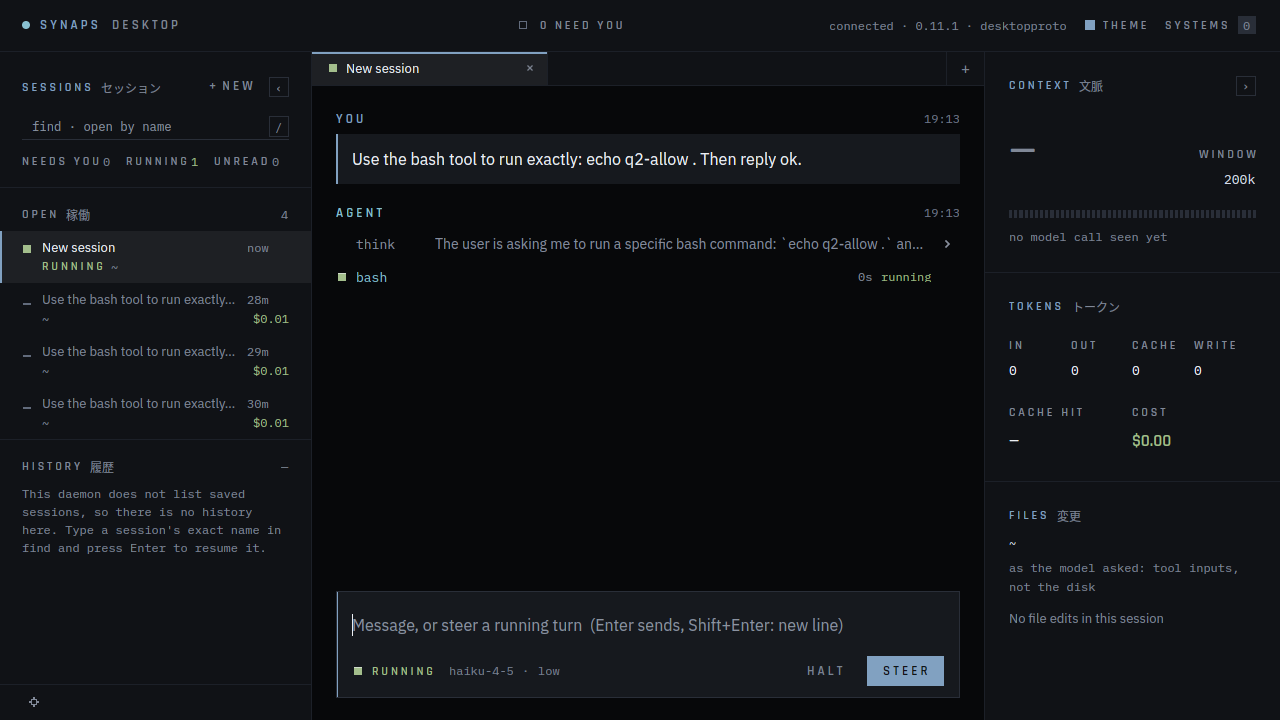 SYNAPS DESKTOP
0 NEED YOU
connected · 0.11.1 · desktopproto
THEME
SYSTEMS 0
SESSIONS セッション
+ NEW
‹
find · open by name
/
NEEDS YOU 0 RUNNING 1 UNREAD 0
OPEN 稼働 4
New session now
RUNNING ~
Use the bash tool to run exactly... 28m
~ $0.01
Use the bash tool to run exactly... 29m
~ $0.01
Use the bash tool to run exactly... 30m
~ $0.01
HISTORY 履歴 —
This daemon does not list saved
sessions, so there is no history
here. Type a session's exact name in
find and press Enter to resume it.
New session ×
+
YOU 19:13
Use the bash tool to run exactly: echo q2-allow . Then reply ok.
AGENT 19:13
think The user is asking me to run a specific bash command: `echo q2-allow .` an... ›
bash 0s running
Message, or steer a running turn (Enter sends, Shift+Enter: new line)
RUNNING haiku-4-5 · low
HALT
STEER
CONTEXT 文脈
›
—
WINDOW
200k
no model call seen yet
TOKENS トークン
IN OUT CACHE WRITE
0 0 0 0
CACHE HIT COST
— $0.00
FILES 変更
~
as the model asked: tool inputs,
not the disk
No file edits in this session